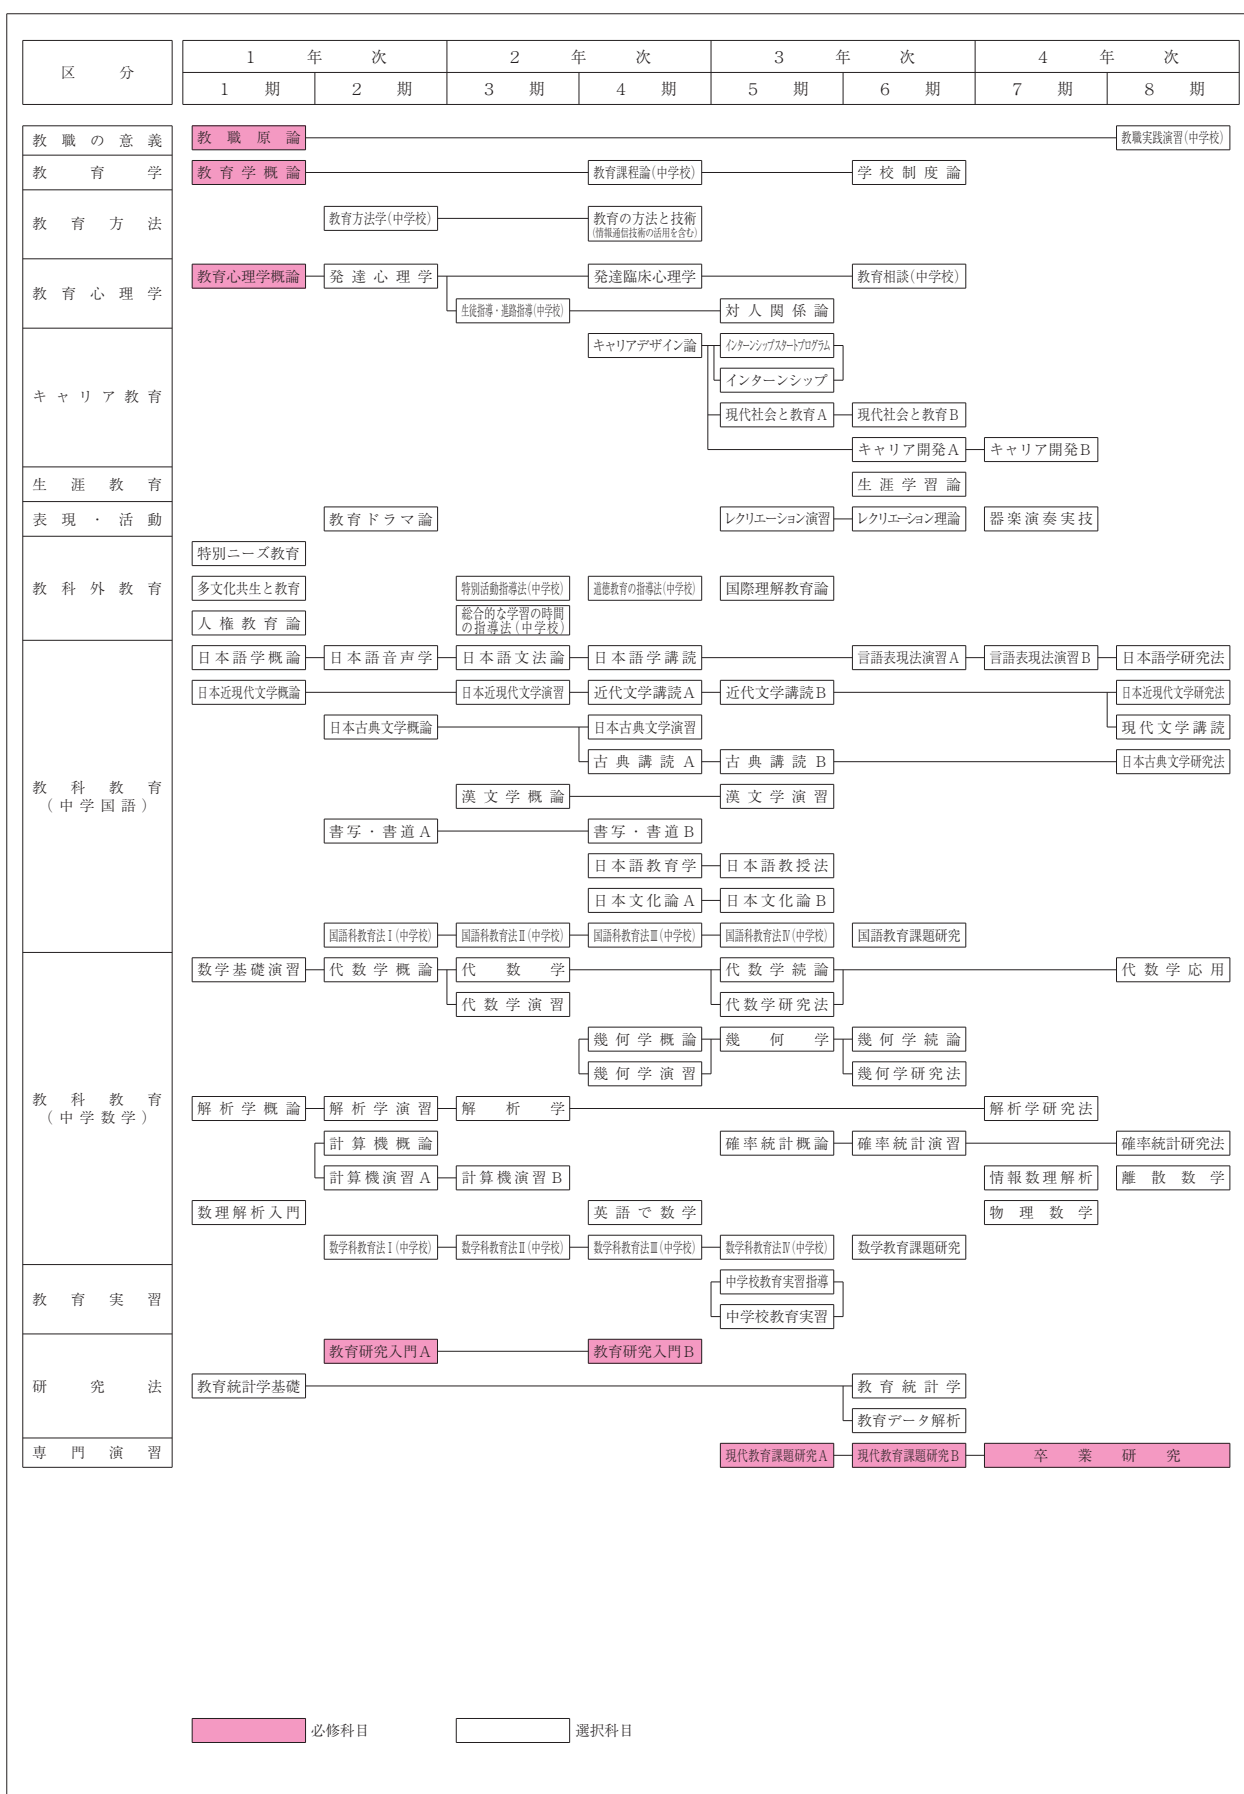 区分
1年次 2年次 3年次 4年次
1期 2期 3期 4期 5期 6期 7期 8期
教職の意義 教職原論 教職実践演習(中学校)
教育学 教育学概論 教育課程論(中学校) 学校制度論
教育方法 教育方法学(中学校) 教育の方法と技術
(情報通信技術の活用を含む)
教育心理学 教育心理学概論 発達心理学 発達臨床心理学 教育相談(中学校)
生徒指導・進路指導(中学校) 対人関係論
キャリア教育 キャリアデザイン論 インターンシップスタートプログラム
インターンシップ
現代社会と教育A 現代社会と教育B
キャリア開発A キャリア開発B
生涯教育 生涯学習論
表現・活動 教育ドラマ論 レクリエーション演習 レクリエーション理論 器楽演奏実技
教科外教育 特別ニーズ教育
多文化共生と教育 特別活動指導法(中学校) 道徳教育の指導法(中学校) 国際理解教育論
人権教育論 総合的な学習の時間
の指導法(中学校)
教科教育
(中学国語)
日本語学概論 日本語音声学 日本語文法論 日本語学講読 言語表現法演習A 言語表現法演習B 日本語学研究法
日本近現代文学概論 日本近現代文学演習 近代文学講読A 近代文学講読B 日本近現代文学研究法
日本古典文学概論 日本古典文学演習 現代文学講読
古典講読A 古典講読B 日本古典文学研究法
漢文学概論 漢文学演習
書写・書道A 書写・書道B
日本語教育学 日本語教授法
日本文化論A 日本文化論B
国語科教育法Ⅰ(中学校) 国語科教育法Ⅱ(中学校) 国語科教育法Ⅲ(中学校) 国語科教育法Ⅳ(中学校) 国語教育課題研究
教科教育
(中学数学)
数学基礎演習 代数学概論 代数学 代数学続論 代数学応用
代数学演習 代数学研究法
幾何学概論 幾何学 幾何学続論
幾何学演習 幾何学研究法
解析学概論 解析学演習 解析学 解析学研究法
計算機概論 確率統計概論 確率統計演習 確率統計研究法
計算機演習A 計算機演習B 情報数理解析 離散数学
数理解析入門 英語で数学 物理数学
数学科教育法Ⅰ(中学校) 数学科教育法Ⅱ(中学校) 数学科教育法Ⅲ(中学校) 数学科教育法Ⅳ(中学校) 数学教育課題研究
教育実習 中学校教育実習指導
中学校教育実習
研究法 教育研究入門A 教育研究入門B
教育統計学基礎 教育統計学
教育データ解析
専門演習 現代教育課題研究A 現代教育課題研究B 卒業研究
必修科目 選択科目